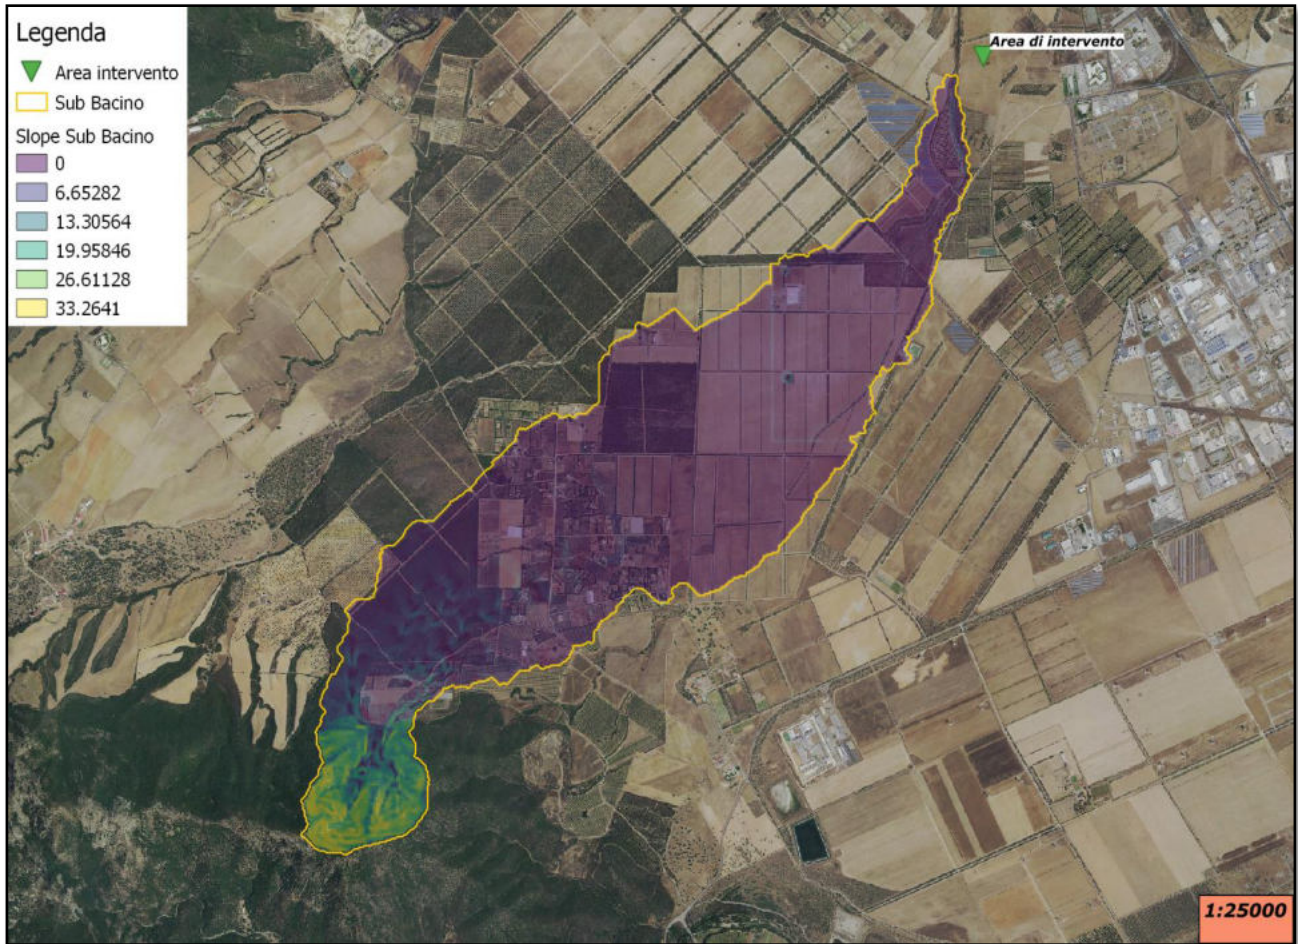 Legenda
Area intervento
Sub Bacino
Slope Sub Bacino
0
6.65282
13.30564
19.95846
26.61128
33.2641
Area di intervento
1:25000